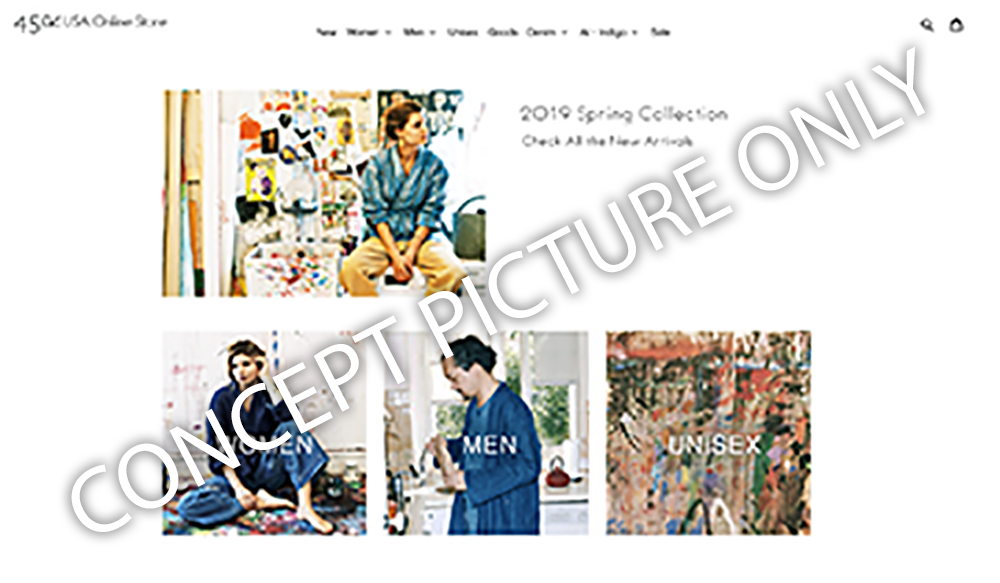 45R USA Online Store
New Women Men Unisex Goods Denim Ai - Indigo Sale
2019 Spring Collection
Check All the New Arrivals
CONCEPT PICTURE ONLY
WOMEN
MEN
UNISEX